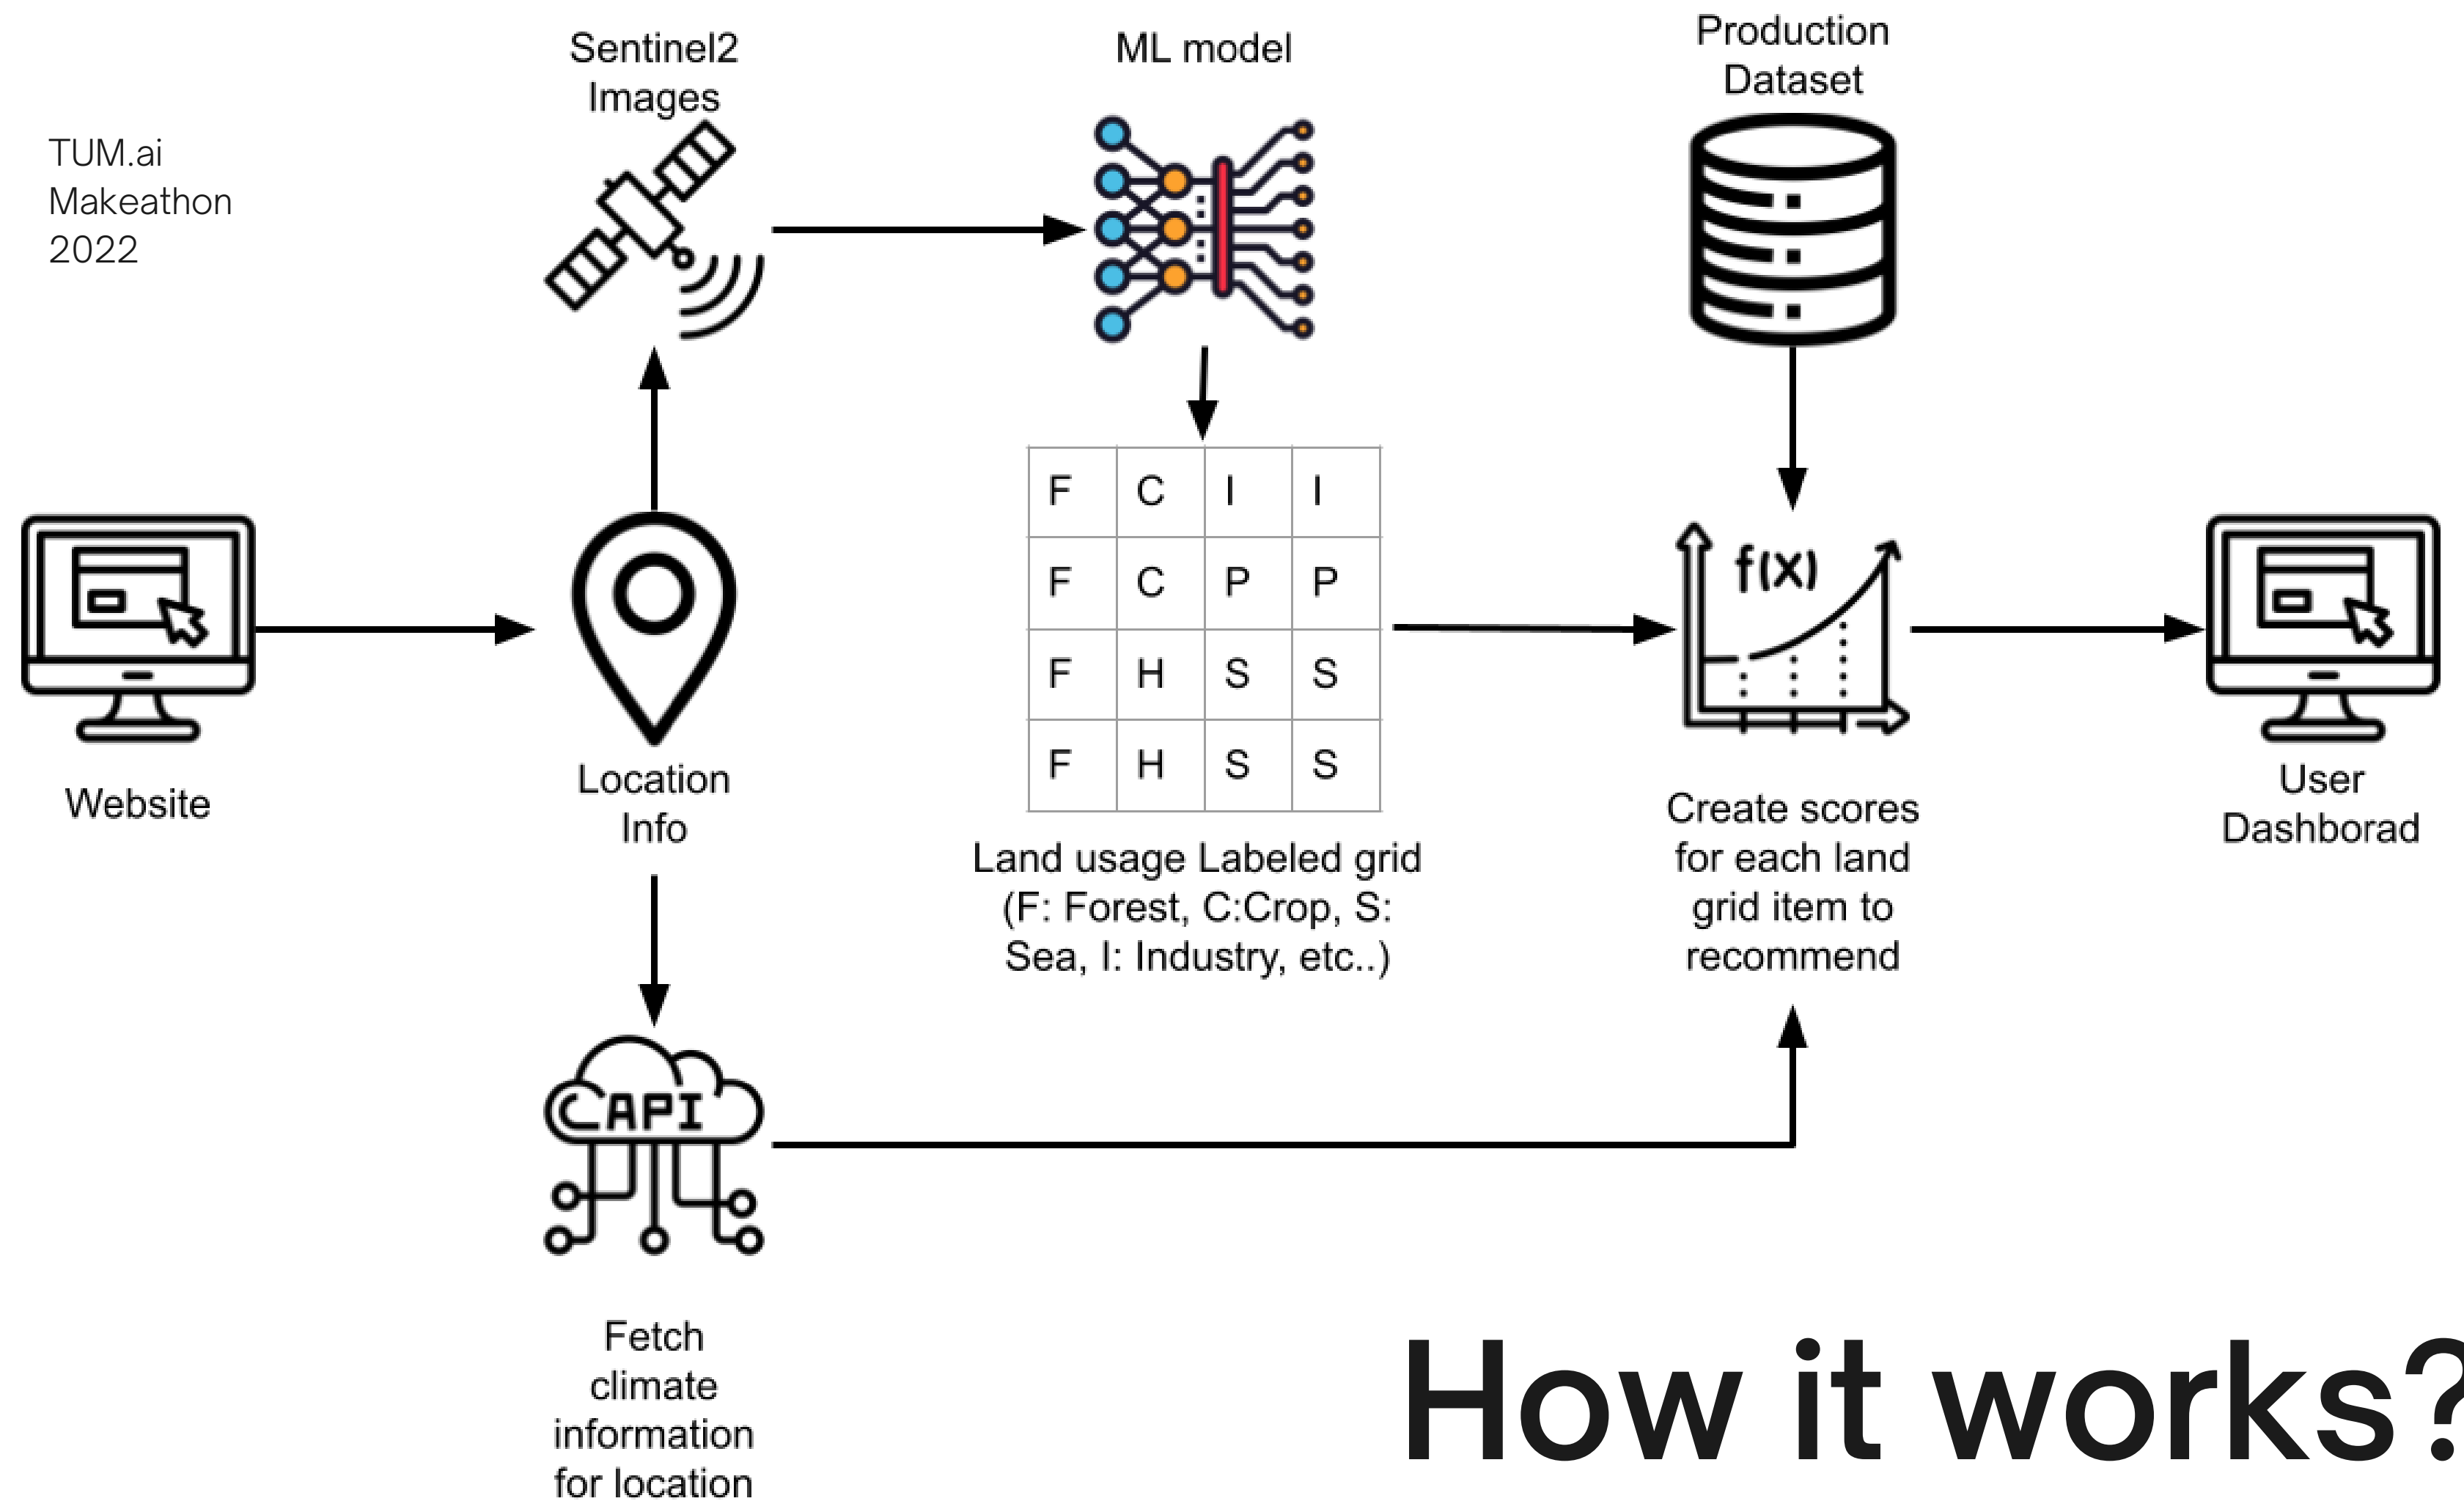 TUM.ai
Makeathon
2022
Sentinel2
Images
ML model
Production
Dataset
F C I I
F C P P
F H S S
F H S S
f(x)
Website
Location
Info
Land usage Labeled grid
(F: Forest, C:Crop, S:
Sea, I: Industry, etc..)
Create scores
for each land
grid item to
recommend
User
Dashborad
API
Fetch
climate
information
for location
How it works?